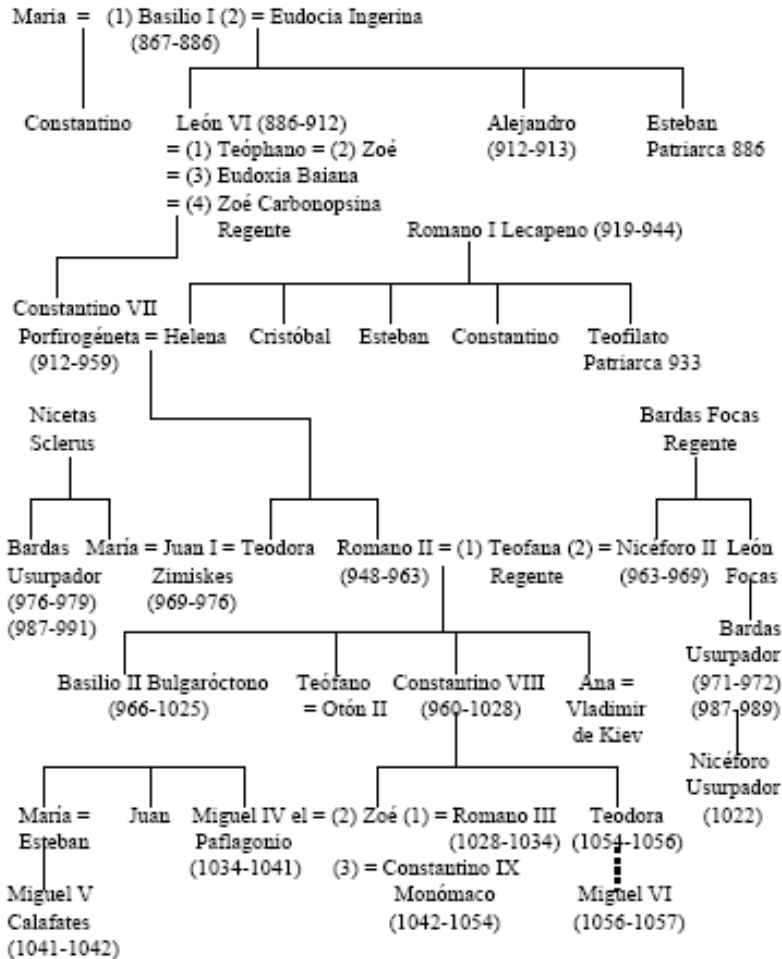 Maria = (1) Basilio I (2) = Eudocia Ingerina
(867-886)
Constantino León VI (886-912) Alejandro Esteban
= (1) Teóphano = (2) Zoé (912-913) Patriarca 886
= (3) Eudoxia Baiana
= (4) Zoé Carbonopsina
Regente Romano I Lecapeno (919-944)
Constantino VII
Porfirogéneta = Helena Cristóbal Esteban Constantino Teofilato
(912-959) Patriarca 933
Nicetas Bardas Focas
Sclerus Regente
Bardas María = Juan I = Teodora Romano II = (1) Teofana (2) = Nicéforo II León
Usurpador Zimiskes (948-963) Regente (963-969) Focas
(976-979) (969-976)
(987-991) Bardas
Usurpador
Basilio II Bulgaróctono Teófano Constantino VIII Ana = (971-972)
(966-1025) = Otón II (960-1028) Vladimir (987-989)
de Kiev
Nicéforo
Usurpador
María = Juan Miguel IV el = (2) Zoé (1) = Romano III Teodora (1022)
Esteban Paflagonio (1028-1034) (1054-1056)
(1034-1041) (3) = Constantino IX
Miguel V Monómaco Miguel VI
Calafates (1042-1054) (1056-1057)
(1041-1042)